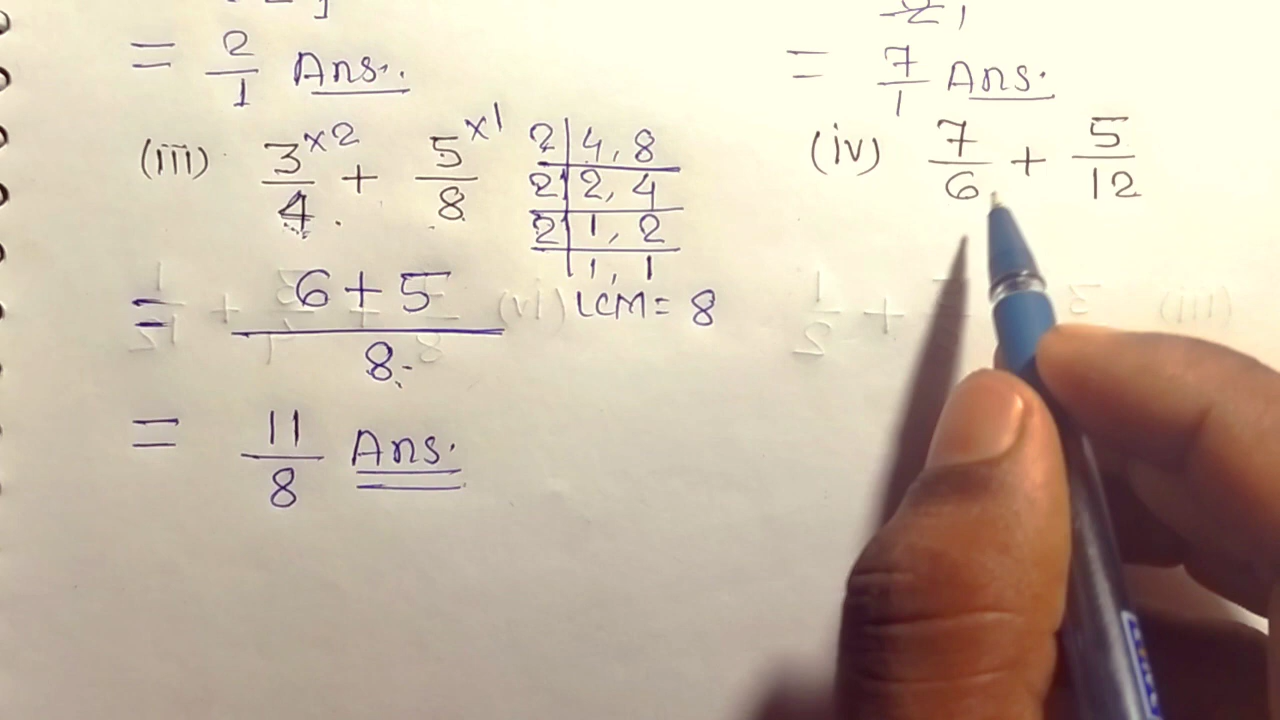 = 2/1 Ans.
(iii) 3×2/4 + 5×1/8
2 | 4, 8
2 | 2, 4
2 | 1, 2
1, 1
LCM = 8
= 6+5/8
= 11/8 Ans.
= 7/1 Ans.
(iv) 7/6 + 5/12